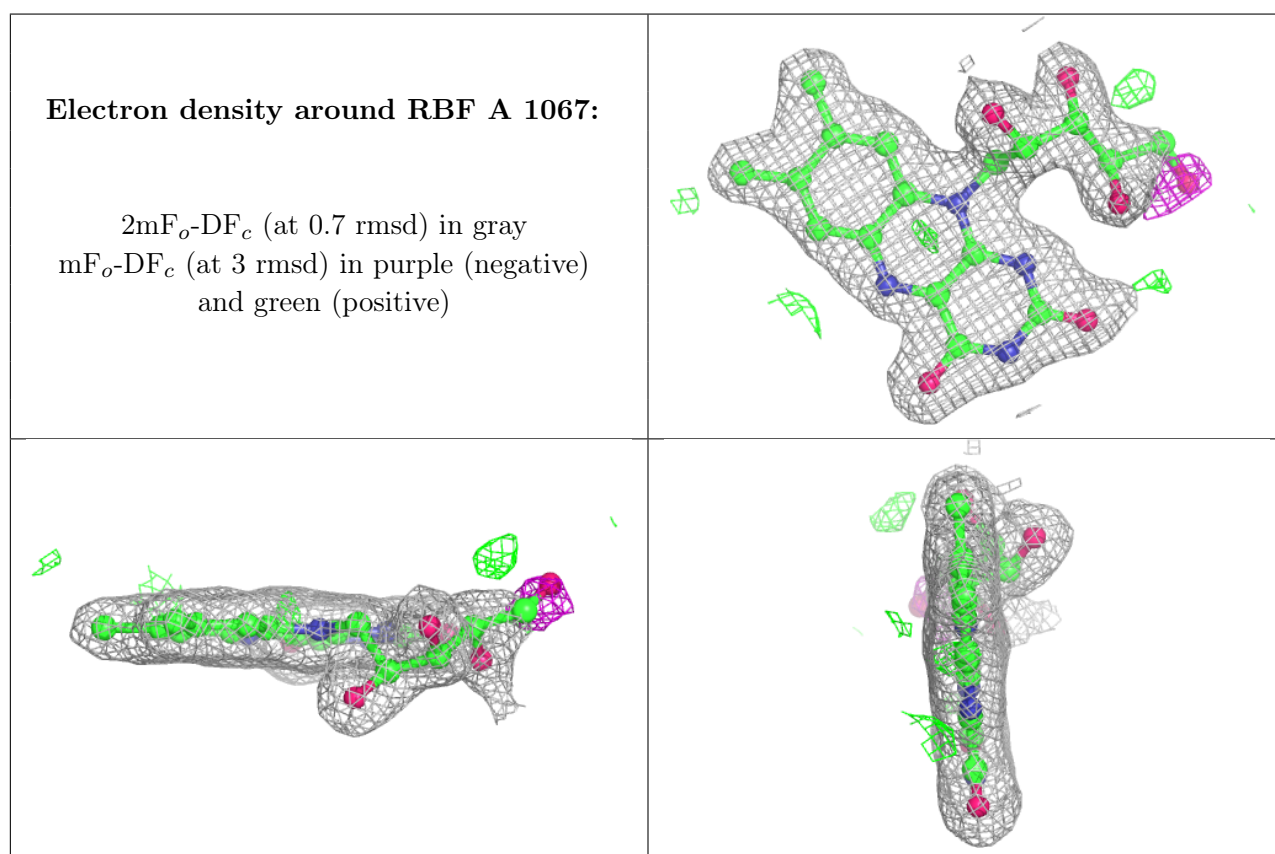 Electron density around RBF A 1067:
2mFo-DFc (at 0.7 rmsd) in gray
mFo-DFc (at 3 rmsd) in purple (negative)
and green (positive)